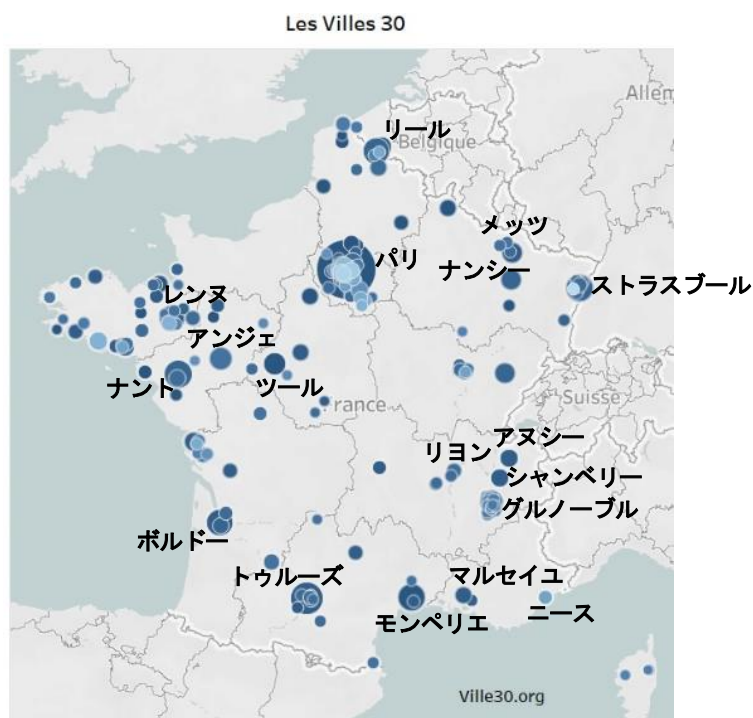 Les Villes 30
Allem
リール
Belgique
メッツ
パリ
ナンシー
ストラスブール
レンヌ
アンジェ
ナント
ツール
France
Suisse
アヌシー
リヨン
シャンベリー
グルノーブル
ボルドー
トゥルーズ
マルセイユ
モンペリエ
ニース
Ville30.org